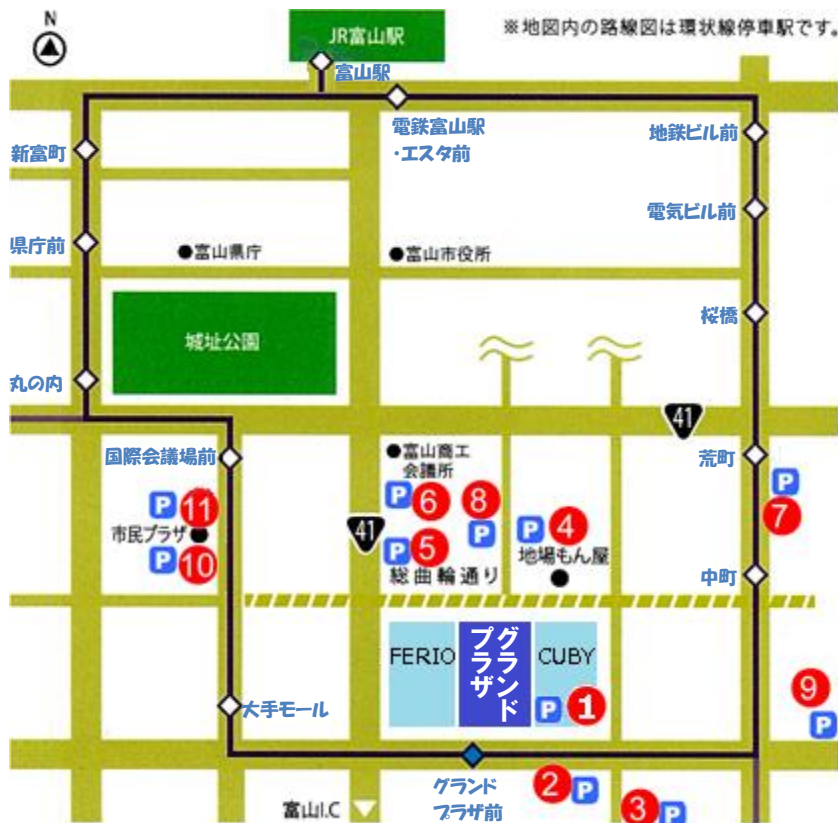 N
JR富山駅
※地図内の路線図は環状線停車駅です。
富山駅
電鉄富山駅
・エスタ前
地鉄ビル前
新富町
電気ビル前
県庁前
●富山県庁
●富山市役所
桜橋
城址公園
丸の内
41
国際会議場前
●富山商工
会議所
荒町
P 11
P 6
8
P
P 4
P
7
市民プラザ●
41
P 5
地場もん屋
P 10
総曲輪通り
中町
FERIO
グランド
プラザ
CUBY
P 1
9
P
大手モール
グランド
プラザ前
2 P
3 P
富山I.C